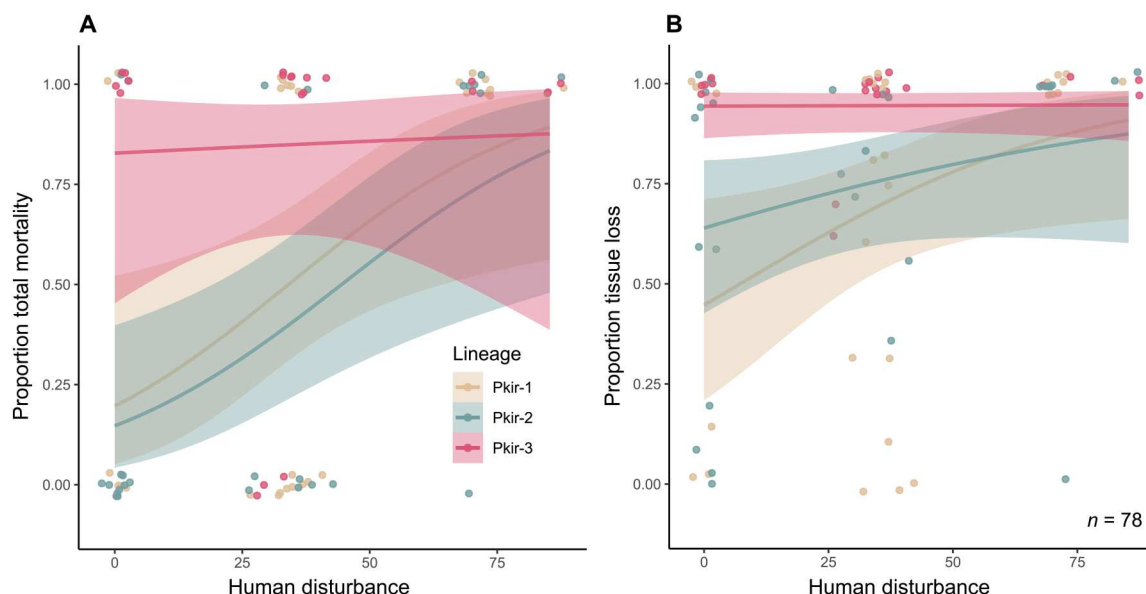 A
Proportion total mortality
1.00
0.75
0.50
0.25
0.00
0
25
50
75
Human disturbance
Lineage
Pkir-1
Pkir-2
Pkir-3
B
Proportion tissue loss
1.00
0.75
0.50
0.25
0.00
0
25
50
75
Human disturbance
n = 78